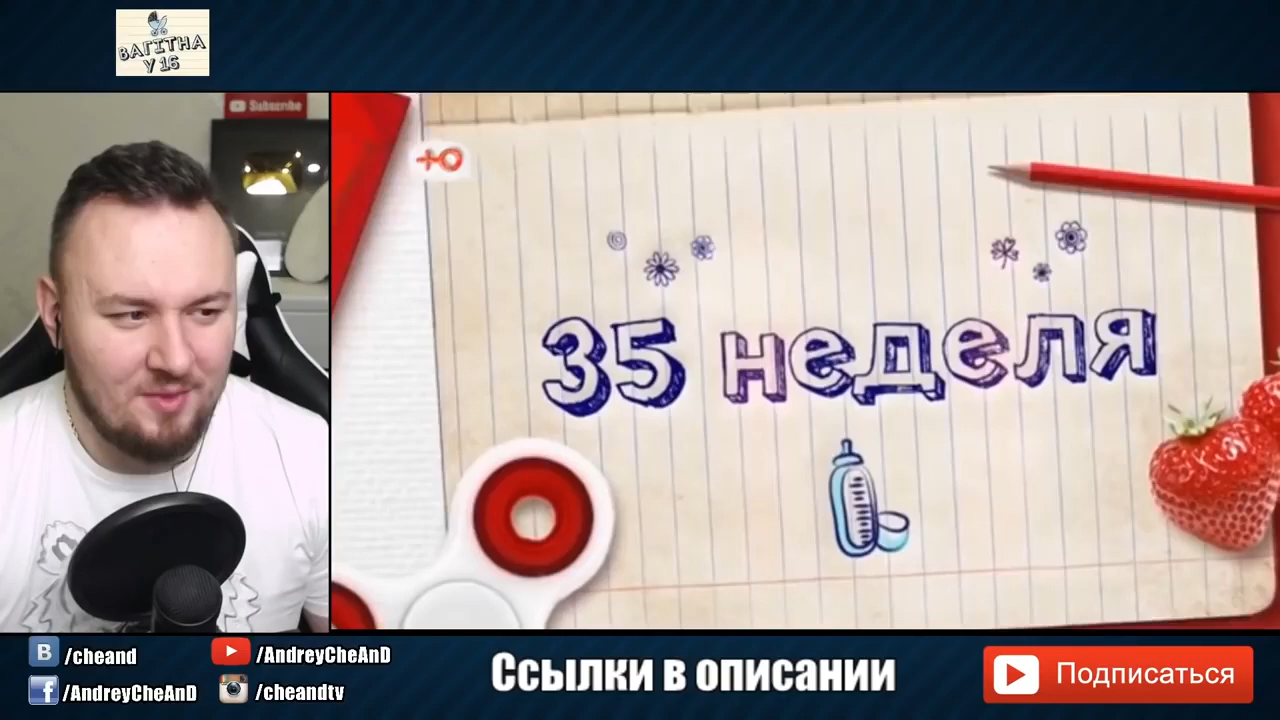 ВАГІТНА
У 16
Subscribe
35 неделя
/cheand
/AndreyCheAnD
/AndreyCheAnD
/cheandtv
Ссылки в описании
Подписаться